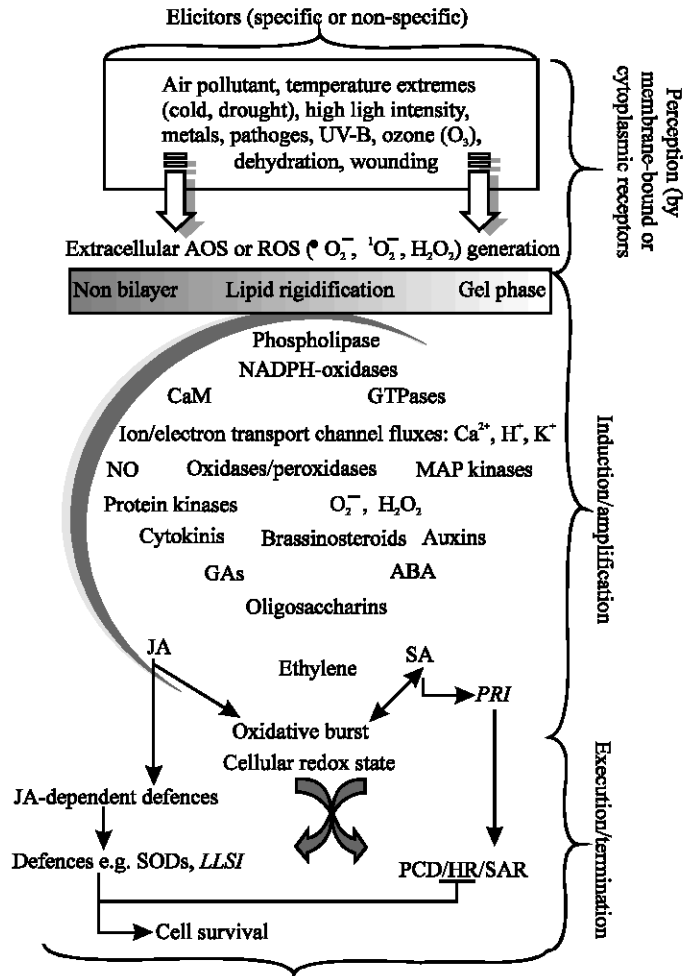 Elicitors (specific or non-specific)
Air pollutant, temperature extremes
(cold, drought), high ligh intensity,
metals, pathoges, UV-B, ozone (O₃),
dehydration, wounding
Perception (by
membrane-bound or
cytoplasmic receptors
Extracellular AOS or ROS (• O₂⁻, ¹O₂⁻, H₂O₂) generation
Non bilayer Lipid rigidification Gel phase
Phospholipase
NADPH-oxidases
CaM GTPases
Ion/electron transport channel fluxes: Ca²⁺, H⁺, K⁺
NO Oxidases/peroxidases MAP kinases
Protein kinases O₂⁻, H₂O₂
Cytokinis Brassinosteroids Auxins
GAs ABA
Oligosaccharins
Induction/amplification
JA Ethylene SA
PRI
Oxidative burst
Cellular redox state
JA-dependent defences
Defences e.g. SODs, LLSI PCD/HR/SAR
Cell survival
Execution/termination